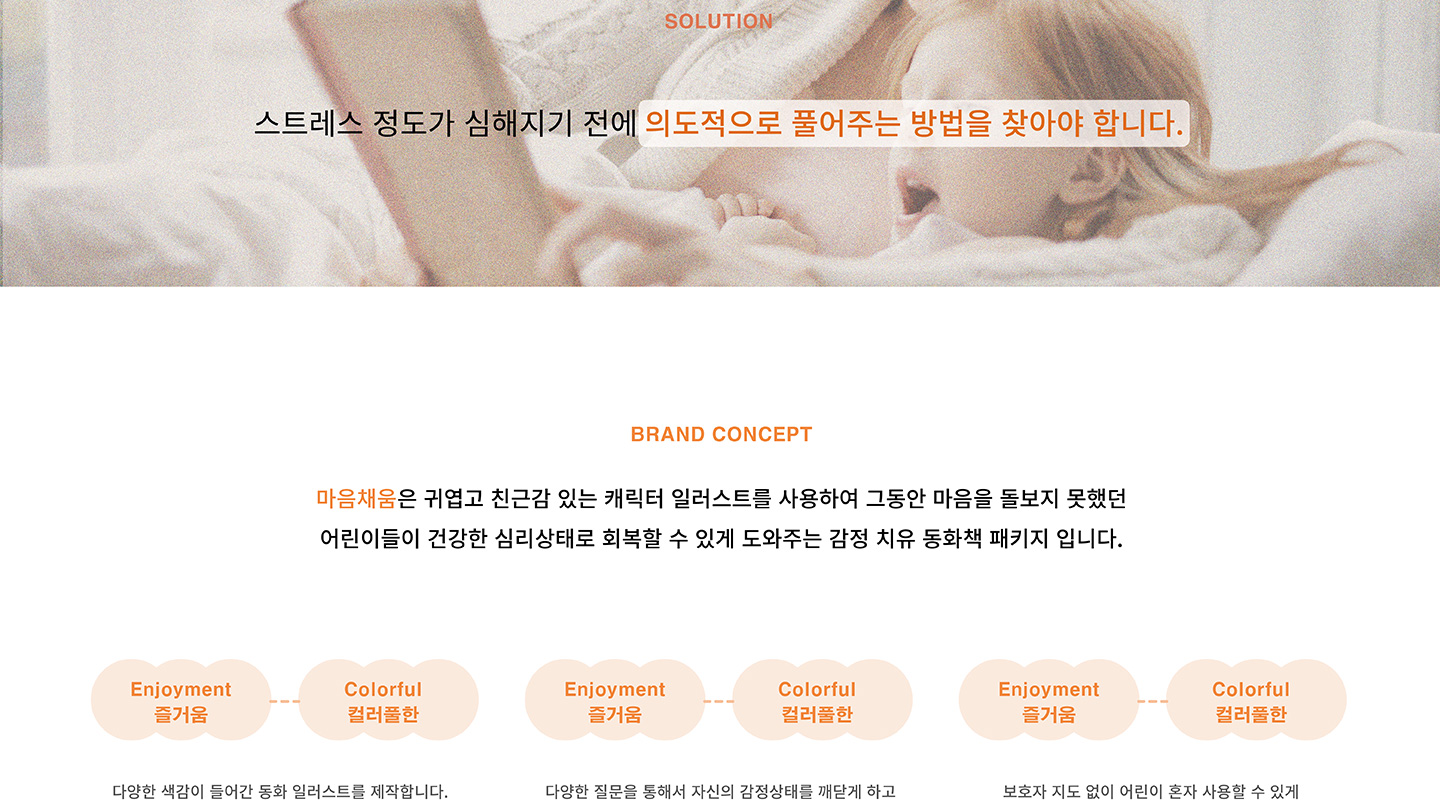 SOLUTION
스트레스 정도가 심해지기 전에 의도적으로 풀어주는 방법을 찾아야 합니다.
BRAND CONCEPT
마음채움은 귀엽고 친근감 있는 캐릭터 일러스트를 사용하여 그동안 마음을 돌보지 못했던
어린이들이 건강한 심리상태로 회복할 수 있게 도와주는 감정 치유 동화책 패키지 입니다.
Enjoyment
즐거움
Colorful
컬러풀한
Enjoyment
즐거움
Colorful
컬러풀한
Enjoyment
즐거움
Colorful
컬러풀한
다양한 색감이 들어간 동화 일러스트를 제작합니다.
다양한 질문을 통해서 자신의 감정상태를 깨닫게 하고
보호자 지도 없이 어린이 혼자 사용할 수 있게